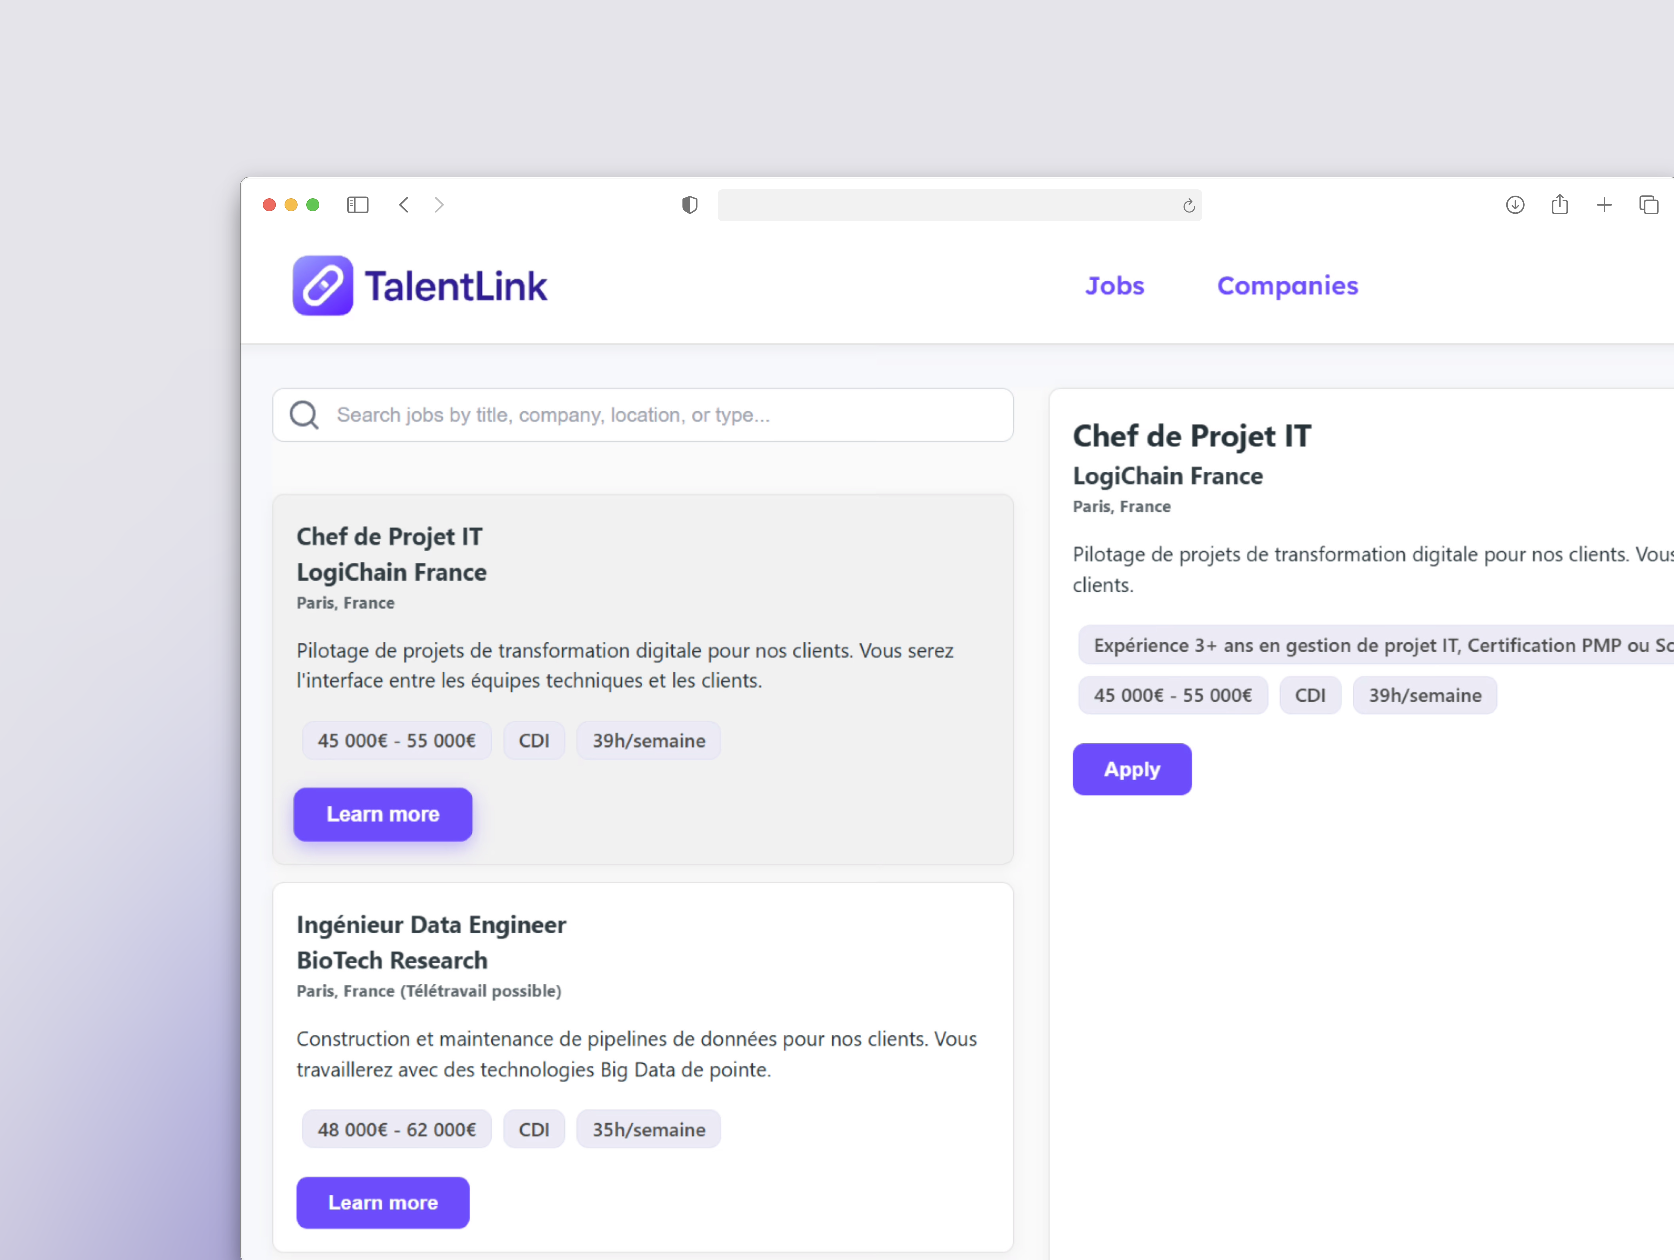 TalentLink
Jobs
Companies
Search jobs by title, company, location, or type...
Chef de Projet IT
LogiChain France
Paris, France
Pilotage de projets de transformation digitale pour nos clients. Vous serez
l'interface entre les équipes techniques et les clients.
45 000€ - 55 000€
CDI
39h/semaine
Learn more
Ingénieur Data Engineer
BioTech Research
Paris, France (Télétravail possible)
Construction et maintenance de pipelines de données pour nos clients. Vous
travaillerez avec des technologies Big Data de pointe.
48 000€ - 62 000€
CDI
35h/semaine
Learn more
Chef de Projet IT
LogiChain France
Paris, France
Pilotage de projets de transformation digitale pour nos clients. Vous
clients.
Expérience 3+ ans en gestion de projet IT, Certification PMP ou
45 000€ - 55 000€
CDI
39h/semaine
Apply